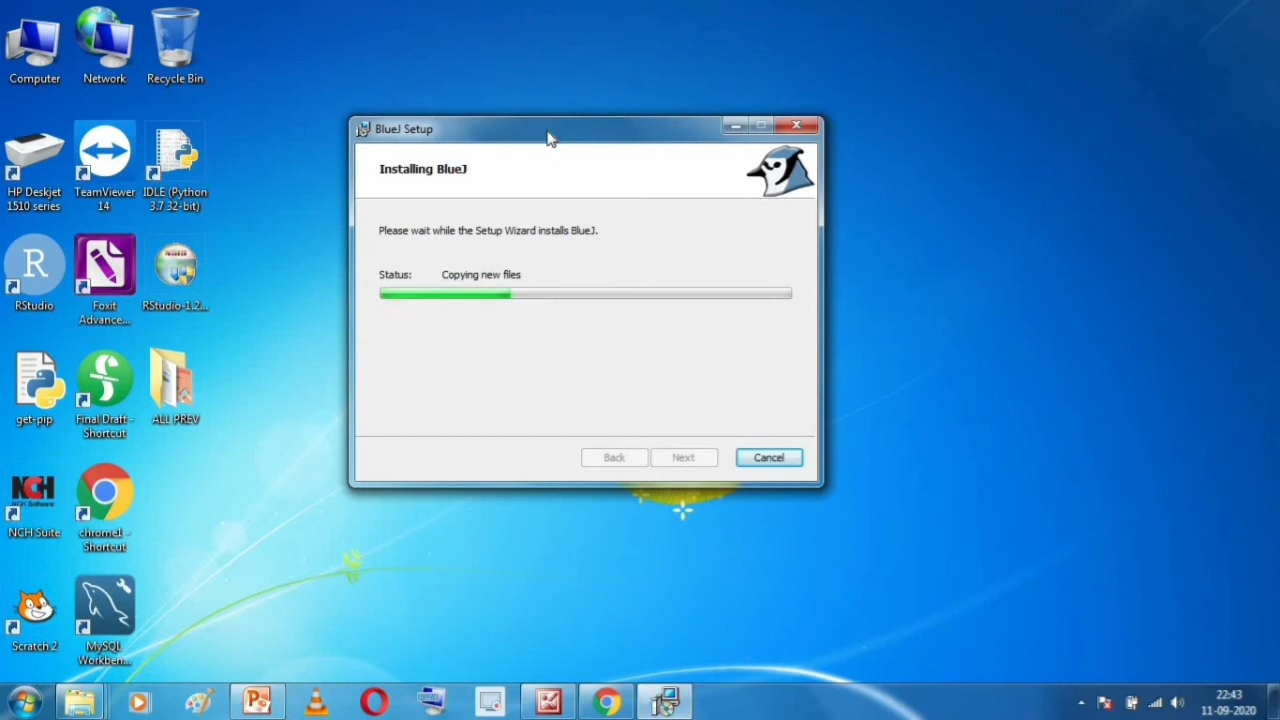 Computer
Network
Recycle Bin
HP Deskjet
1510 series
TeamViewer
14
IDLE (Python
3.7 32-bit)
R
RStudio
Foxit
Advance...
RStudio-1.2...
get-pip
Final Draft -
Shortcut
ALL PREV
NCH
NCH Software
NCH Suite
chrome1 -
Shortcut
Scratch 2
MySQL
Workben...
BlueJ Setup
Installing BlueJ
Please wait while the Setup Wizard installs BlueJ.
Status: Copying new files
Back
Next
Cancel
22:43
11-09-2020